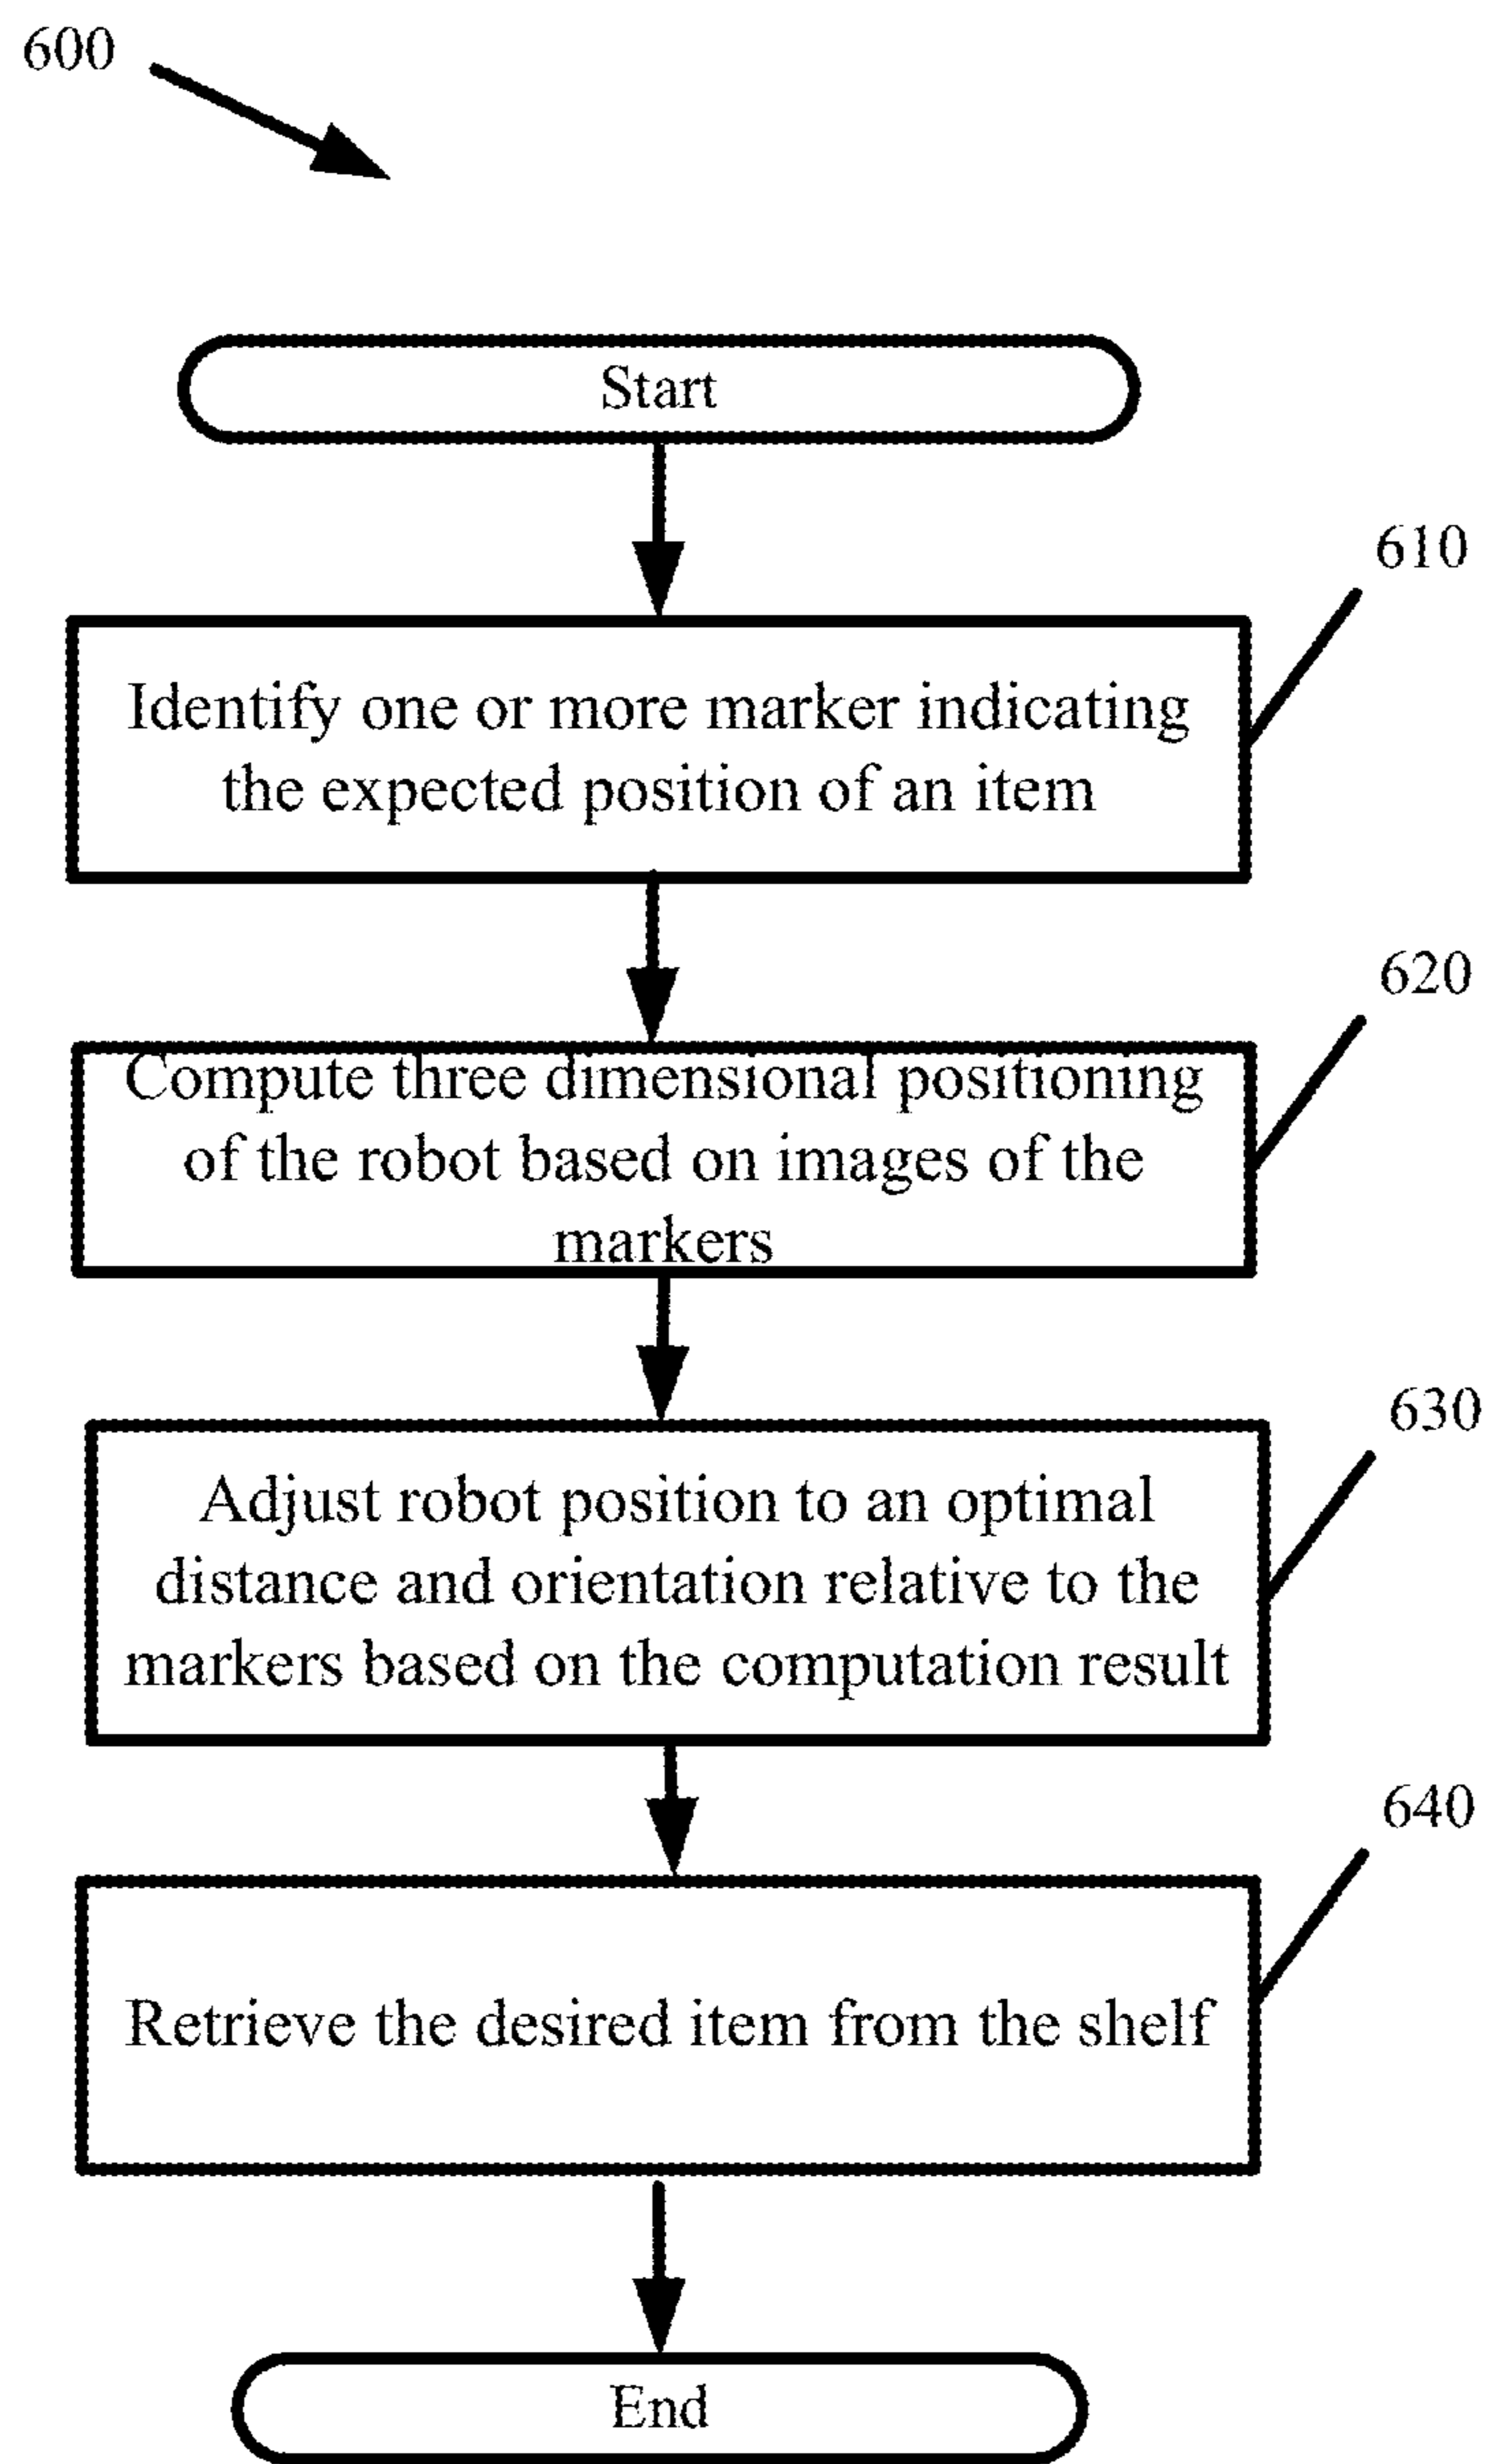 600
Start
610
Identify one or more marker indicating
the expected position of an item
620
Compute three dimensional positioning
of the robot based on images of the
markers
630
Adjust robot position to an optimal
distance and orientation relative to the
markers based on the computation result
640
Retrieve the desired item from the shelf
End